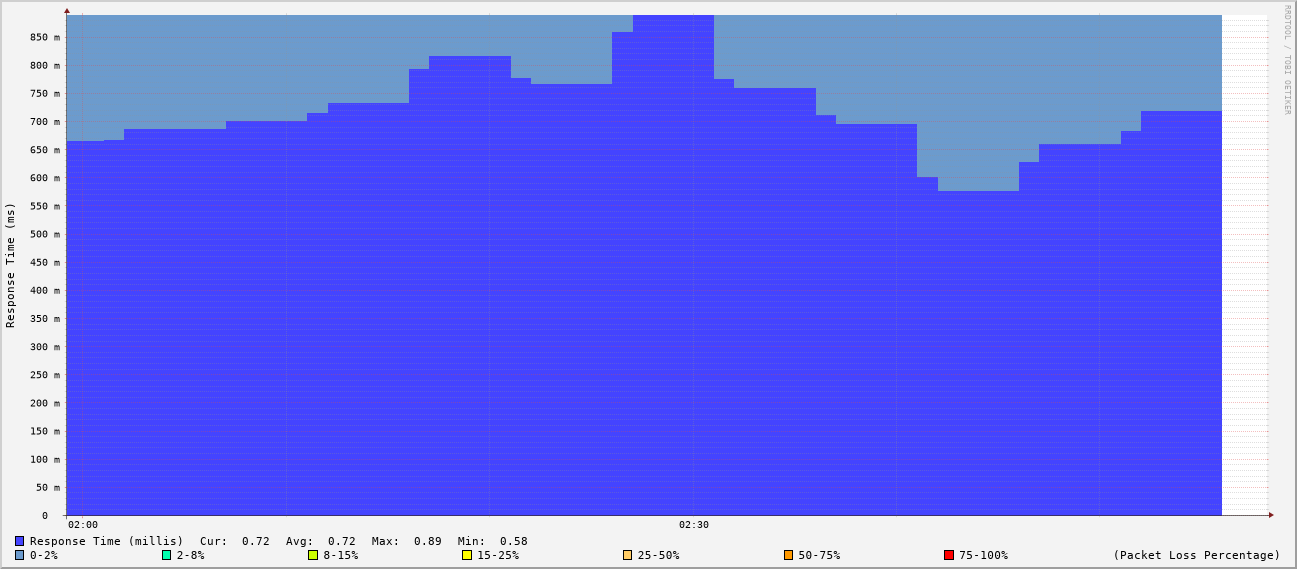 RRDTOOL / TOBI OETIKER
Response Time (ms)
850 m
800 m
750 m
700 m
650 m
600 m
550 m
500 m
450 m
400 m
350 m
300 m
250 m
200 m
150 m
100 m
50 m
0
02:00 02:30
Response Time (millis) Cur: 0.72 Avg: 0.72 Max: 0.89 Min: 0.58
0-2% 2-8% 8-15% 15-25% 25-50% 50-75% 75-100% (Packet Loss Percentage)